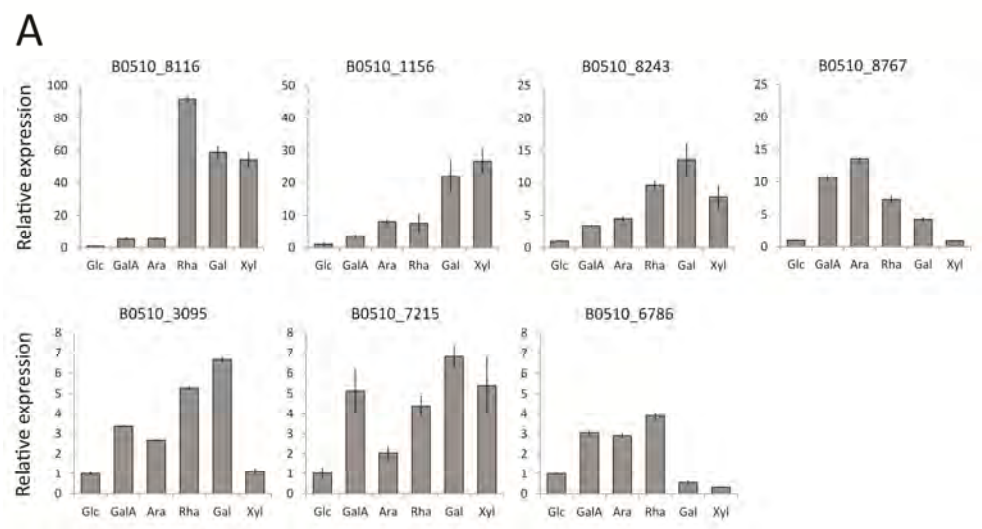 A
B0510_8116 B0510_1156 B0510_8243 B0510_8767
Relative expression
100 80 60 40 20 0
Glc GalA Ara Rha Gal Xyl
50 40 30 20 10 0
Glc GalA Ara Rha Gal Xyl
25 20 15 10 5 0
Glc GalA Ara Rha Gal Xyl
25 20 15 10 5 0
Glc GalA Ara Rha Gal Xyl
B0510_3095 B0510_7215 B0510_6786
Relative expression
8 7 6 5 4 3 2 1 0
Glc GalA Ara Rha Gal Xyl
8 7 6 5 4 3 2 1 0
Glc GalA Ara Rha Gal Xyl
8 7 6 5 4 3 2 1 0
Glc GalA Ara Rha Gal Xyl